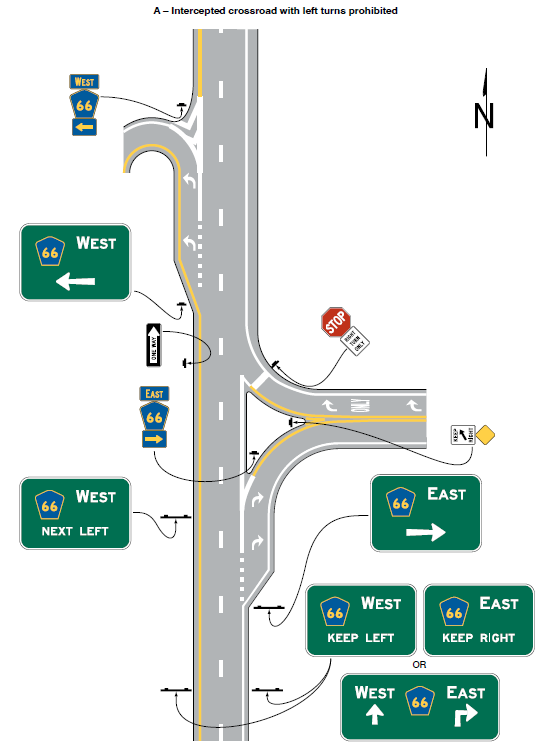 A – Intercepted crossroad with left turns prohibited
WEST
66
N
66 WEST
STOP
RIGHT
TURN
ONLY
ONE WAY
EAST
66
ONLY
KEEP
RIGHT
66 WEST
NEXT LEFT
66 EAST
66 WEST
KEEP LEFT
66 EAST
KEEP RIGHT
OR
WEST 66 EAST